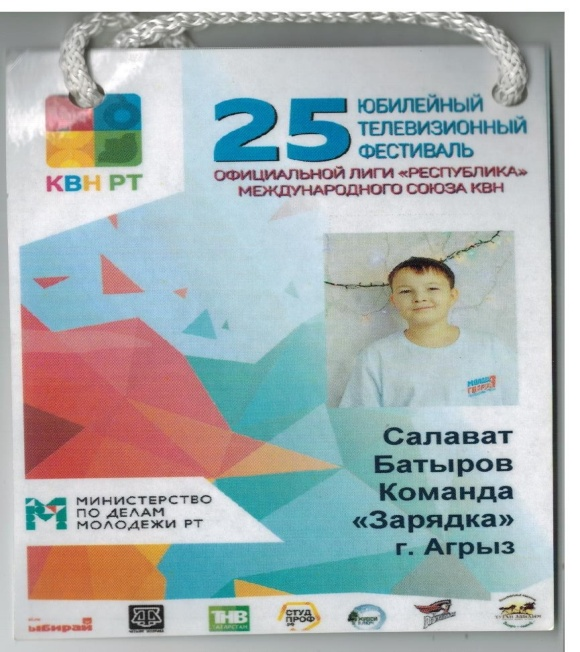 КВН РТ
25 ЮБИЛЕЙНЫЙ
ТЕЛЕВИЗИОННЫЙ
ФЕСТИВАЛЬ
ОФИЦИАЛЬНОЙ ЛИГИ «РЕСПУБЛИКА»
МЕЖДУНАРОДНОГО СОЮЗА КВН
Салават
Батыров
Команда
«Зарядка»
г. Агрыз
М МИНИСТЕРСТВО
ПО ДЕЛАМ
МОЛОДЕЖИ РТ
ыбирай
ТНВ
СТУД
ПРОФ